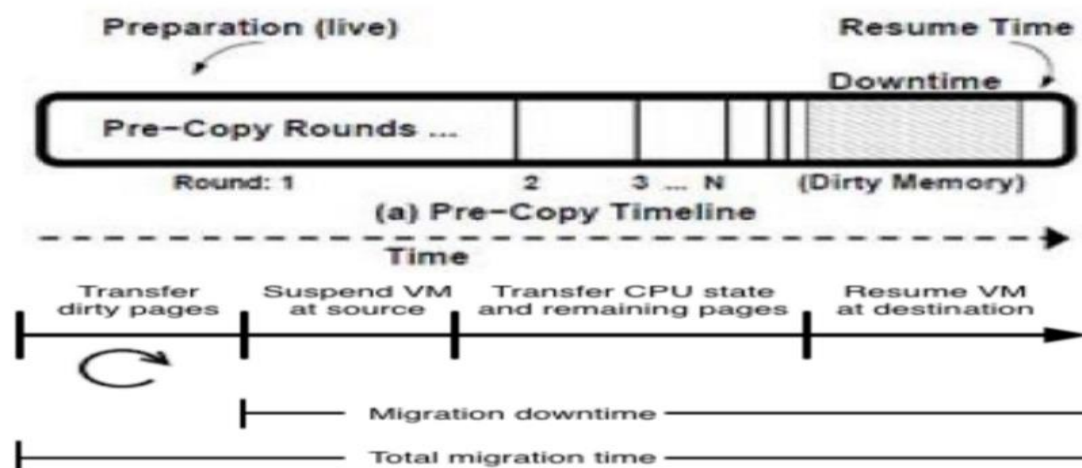 Preparation (live)
Resume Time
Downtime
Pre-Copy Rounds ...
Round: 1 2 3 ... N (Dirty Memory)
(a) Pre-Copy Timeline
Time
Transfer
dirty pages
Suspend VM
at source
Transfer CPU state
and remaining pages
Resume VM
at destination
Migration downtime
Total migration time